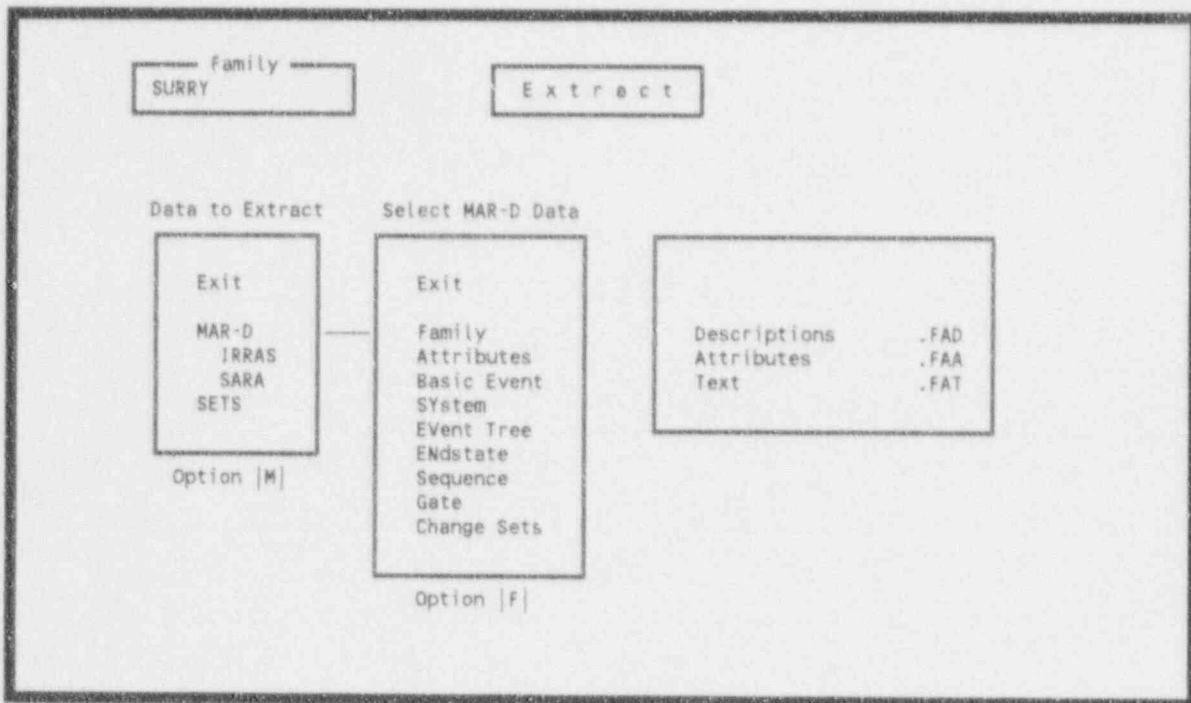 Family
SURRY
E x t r a c t
Data to Extract
Exit
MAR-D
IRRAS
SARA
SETS
Option |M|
Select MAR-D Data
Exit
Family
Attributes
Basic Event
SYstem
EVent Tree
ENdstate
Sequence
Gate
Change Sets
Option |F|
Descriptions .FAD
Attributes .FAA
Text .FAT